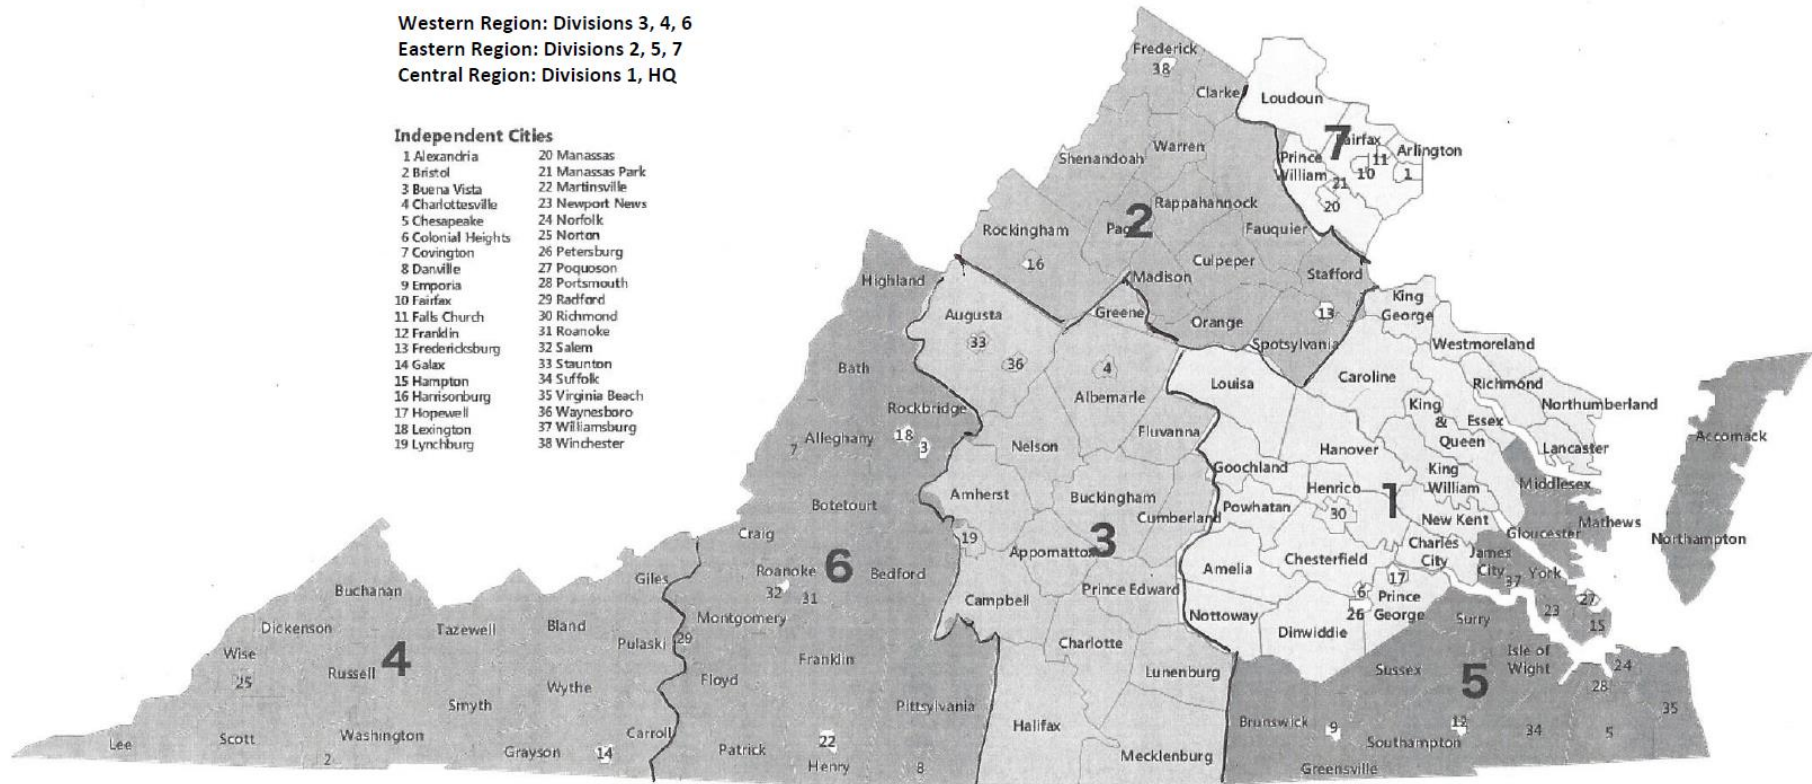 Western Region: Divisions 3, 4, 6
Eastern Region: Divisions 2, 5, 7
Central Region: Divisions 1, HQ
Independent Cities
1 Alexandria
2 Bristol
3 Buena Vista
4 Charlottesville
5 Chesapeake
6 Colonial Heights
7 Covington
8 Danville
9 Emporia
10 Fairfax
11 Falls Church
12 Franklin
13 Fredericksburg
14 Galax
15 Hampton
16 Harrisonburg
17 Hopewell
18 Lexington
19 Lynchburg
20 Manassas
21 Manassas Park
22 Martinsville
23 Newport News
24 Norfolk
25 Norton
26 Petersburg
27 Poquoson
28 Portsmouth
29 Radford
30 Richmond
31 Roanoke
32 Salem
33 Staunton
34 Suffolk
35 Virginia Beach
36 Waynesboro
37 Williamsburg
38 Winchester
Frederick
38
Clarke
Loudoun
7
Fairfax
Arlington
11
10
1
Prince
William
21
20
Warren
Shenandoah
Rappahannock
2
Page
Fauquier
Rockingham
16
Culpeper
Madison
Stafford
13
Orange
Spotsylvania
Highland
Augusta
33
36
Greene
4
Albemarle
King
George
Westmoreland
Richmond
Northumberland
Lancaster
Caroline
Louisa
King
&
Queen
Essex
Accomack
Northampton
Bath
Rockbridge
18
3
Alleghany
7
Nelson
Fluvanna
Hanover
Goochland
King
William
Middlesex
Botetourt
Amherst
Buckingham
Cumberland
Powhatan
Henrico
30
1
New Kent
Gloucester
Mathews
Craig
6
Roanoke
32
31
Bedford
19
Appomattox
3
Amelia
Chesterfield
Charles
City
James
City
37
York
Giles
Montgomery
Campbell
Prince Edward
Nottoway
Dinwiddie
6
26
17
Prince
George
Surry
23
27
15
Buchanan
Dickenson
Wise
25
4
Russell
Tazewell
Bland
Pulaski
29
Franklin
Charlotte
Lunenburg
Sussex
5
Isle of
Wight
24
28
35
Smyth
Wythe
Floyd
Pittsylvania
Halifax
Mecklenburg
Brunswick
9
12
Southampton
34
5
Greensville
Lee
Scott
Washington
2
Grayson
14
Carroll
Patrick
22
Henry
8